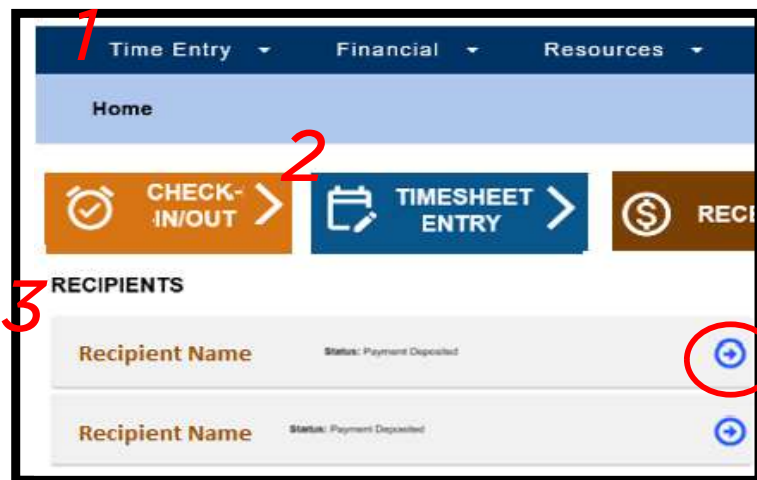 1 Time Entry Financial Resources
Home
2
CHECK-
IN/OUT
TIMESHEET
ENTRY
RECE
3 RECIPIENTS
Recipient Name Status: Payment Deposited
Recipient Name Status: Payment Deposited